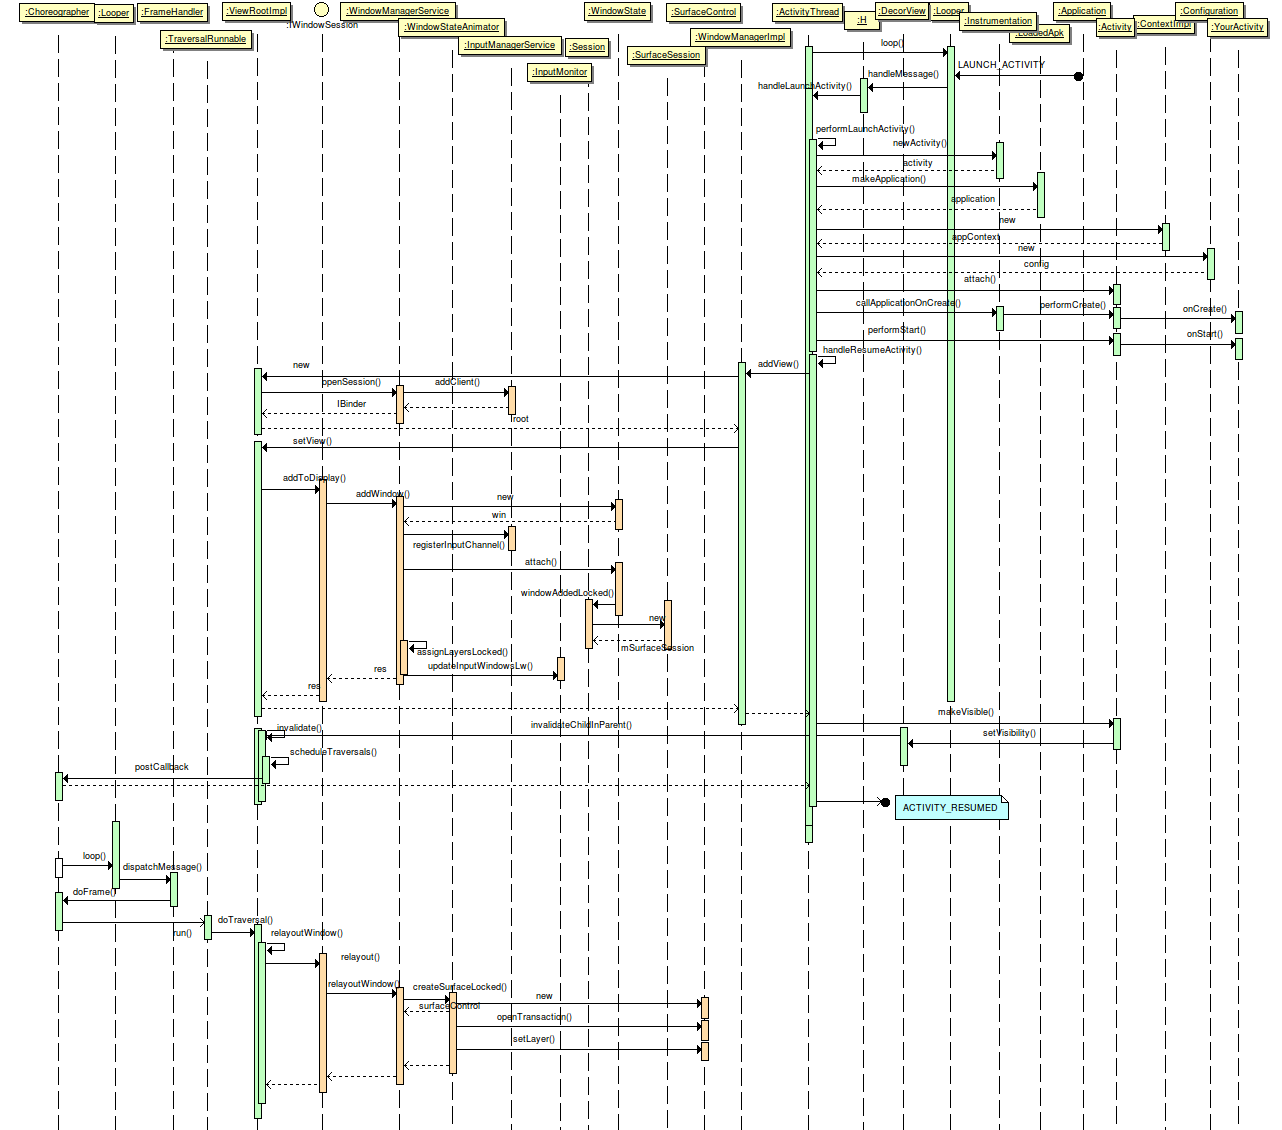 :Choreographer
:Looper
:FrameHandler
:TraversalRunnable
:ViewRootImpl
:IWindowSession
:WindowManagerService
:WindowStateAnimator
:InputManagerService
:InputMonitor
:Session
:WindowState
:SurfaceSession
:SurfaceControl
:WindowManagerImpl
:ActivityThread
:H
:DecorView
:Looper
:Instrumentation
:LoadedApk
:Application
:Activity
:ContextImpl
:Configuration
:YourActivity
loop()
LAUNCH_ACTIVITY
handleMessage()
handleLaunchActivity()
performLaunchActivity()
newActivity()
activity
makeApplication()
application
new
appContext
new
config
attach()
callApplicationOnCreate()
performCreate()
onCreate()
performStart()
onStart()
handleResumeActivity()
addView()
new
openSession()
addClient()
IBinder
root
setView()
addToDisplay()
addWindow()
new
win
registerInputChannel()
attach()
windowAddedLocked()
new
mSurfaceSession
assignLayersLocked()
updateInputWindowsLw()
res
res
makeVisible()
invalidate()
invalidateChildInParent()
setVisibility()
scheduleTraversals()
postCallback
ACTIVITY_RESUMED
loop()
dispatchMessage()
doFrame()
run()
doTraversal()
relayoutWindow()
relayout()
relayoutWindow()
createSurfaceLocked()
new
surfaceControl
openTransaction()
setLayer()